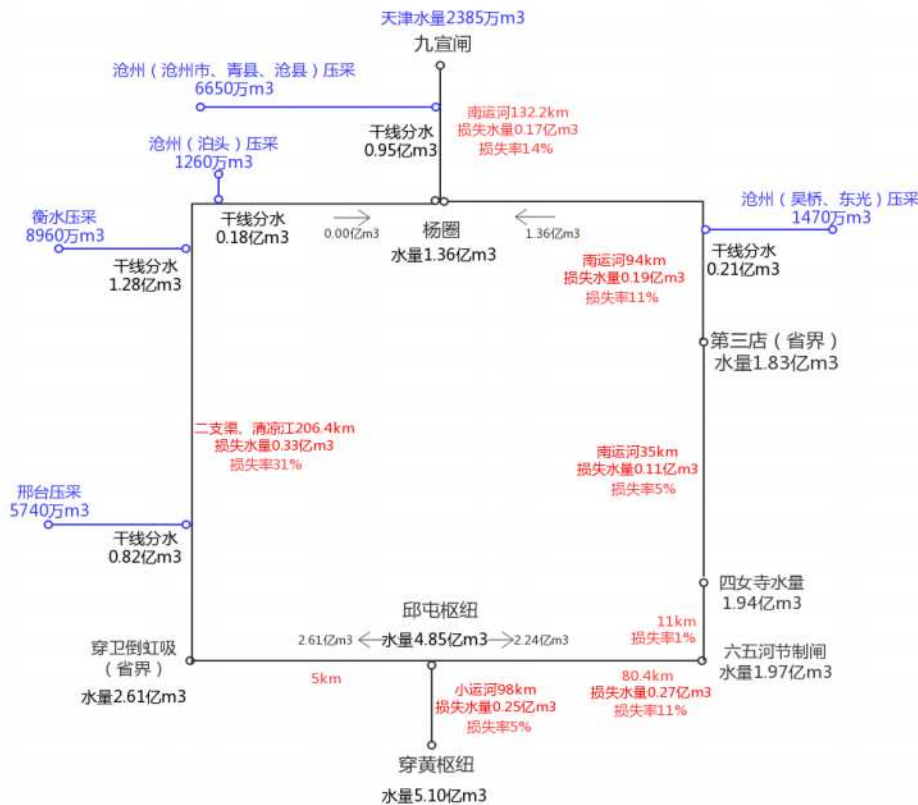 天津水量2385万m3
九宣闸
沧州（沧州市、青县、沧县）压采
6650万m3
南运河132.2km
损失水量0.17亿m3
损失率14%
干线分水
0.95亿m3
沧州（泊头）压采
1260万m3
沧州（吴桥、东光）压采
1470万m3
衡水压采
8960万m3
干线分水
0.18亿m3
0.00亿m3
杨圈
水量1.36亿m3
1.36亿m3
干线分水
0.21亿m3
干线分水
1.28亿m3
南运河94km
损失水量0.19亿m3
损失率11%
第三店（省界）
水量1.83亿m3
二支渠、清凉江206.4km
损失水量0.33亿m3
损失率31%
南运河35km
损失水量0.11亿m3
损失率5%
邢台压采
5740万m3
干线分水
0.82亿m3
四女寺水量
1.94亿m3
邱屯枢纽
2.61亿m3
水量4.85亿m3
2.24亿m3
11km
损失率1%
穿卫倒虹吸
（省界）
水量2.61亿m3
六五河节制闸
水量1.97亿m3
5km
小运河98km
损失水量0.25亿m3
损失率5%
80.4km
损失水量0.27亿m3
损失率11%
穿黄枢纽
水量5.10亿m3